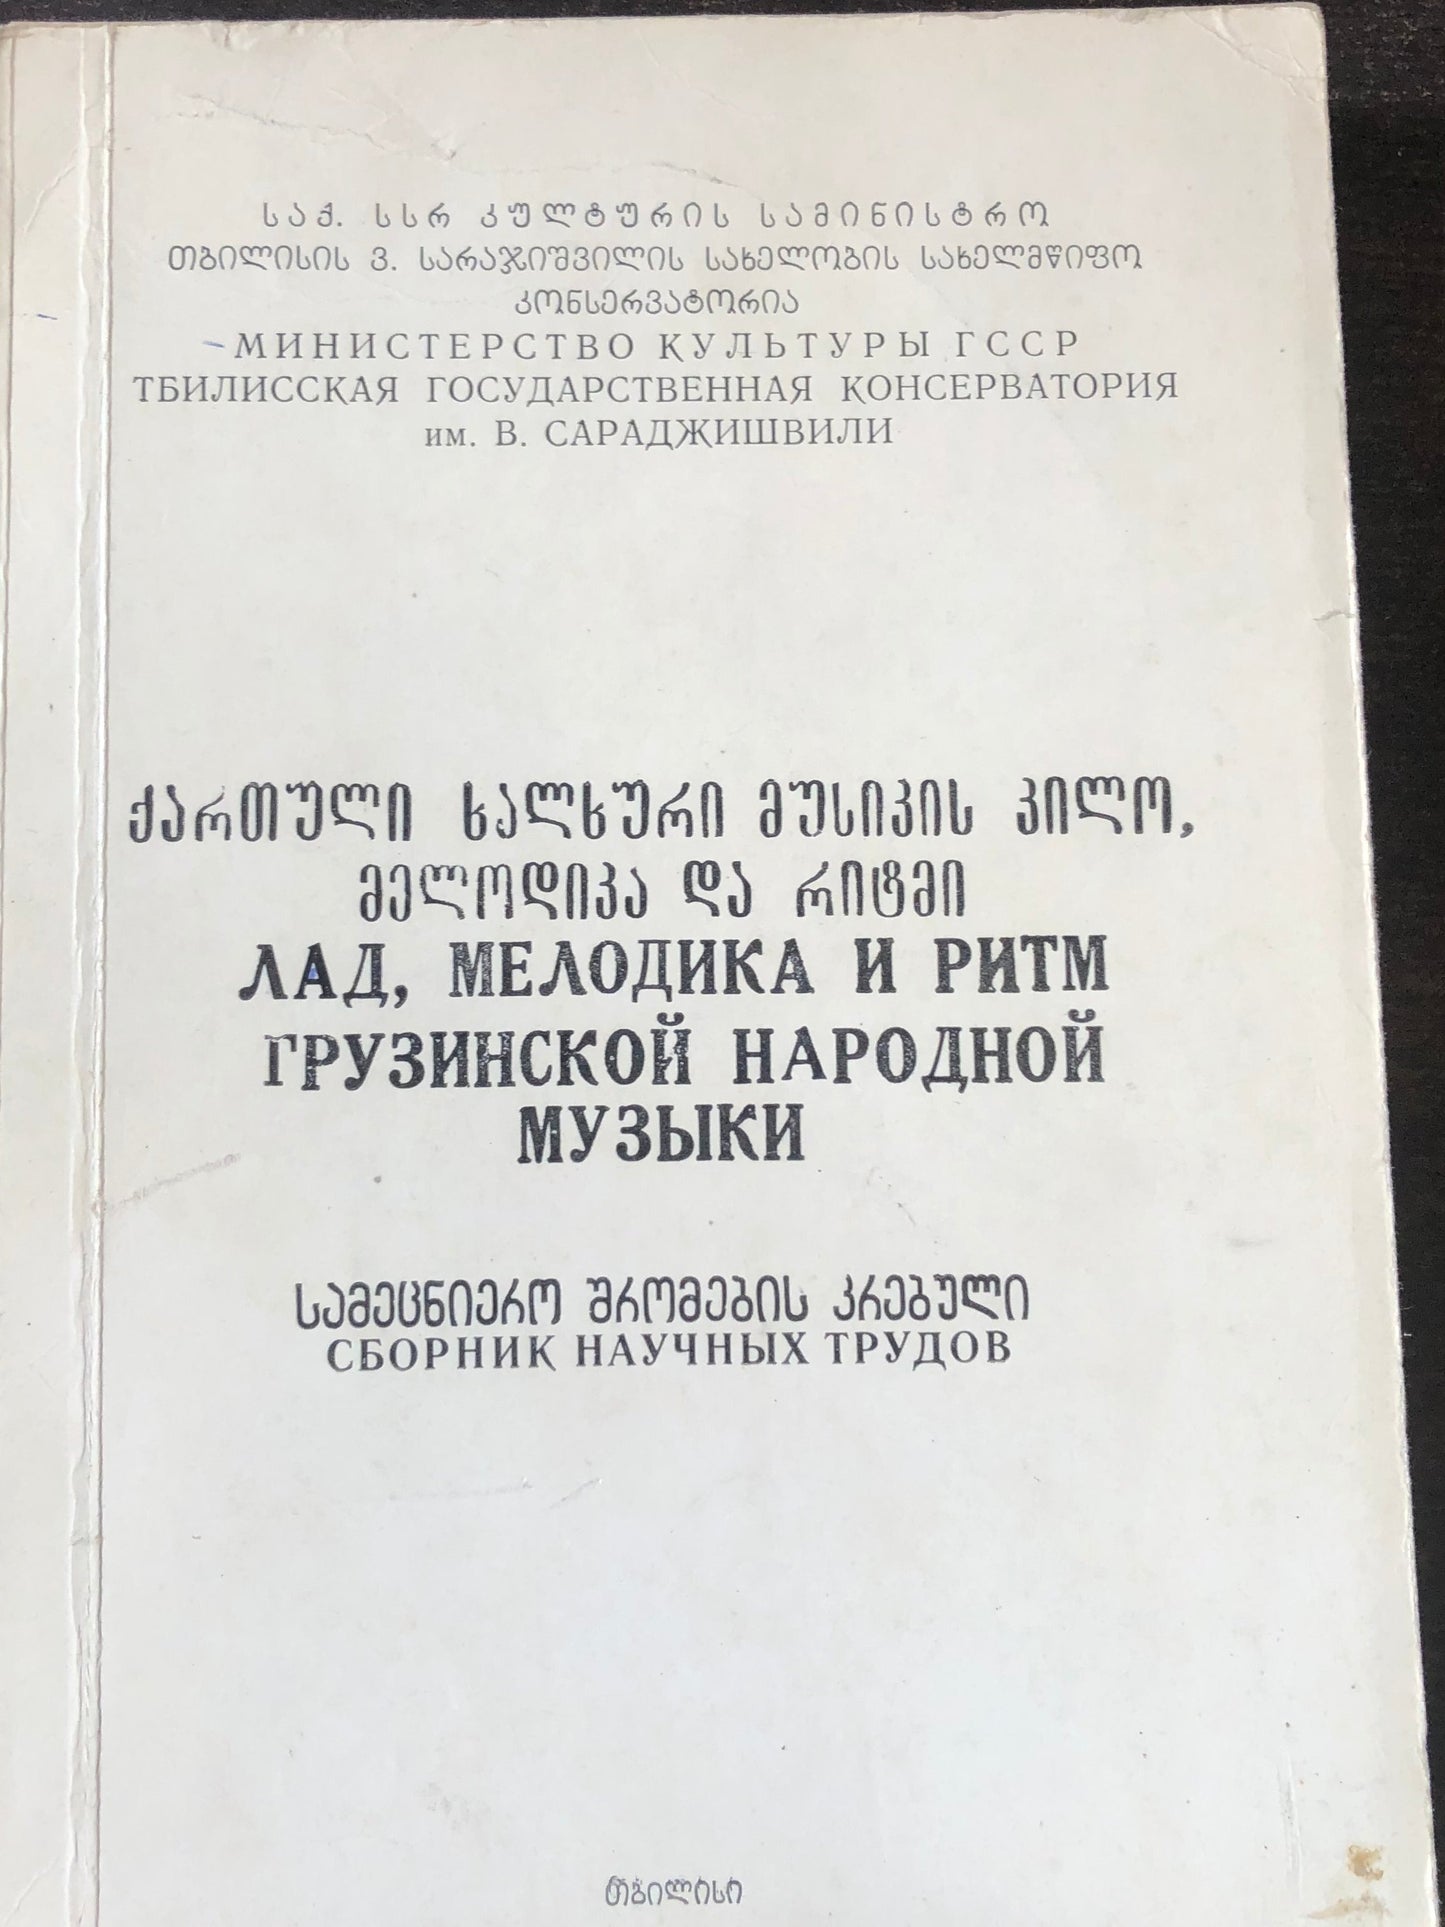 საქ. სსრ კულტურის სამინისტრო
თბილისის ვ. სარაჯიშვილის სახელობის სახელმწიფო
კონსერვატორია
МИНИСТЕРСТВО КУЛЬТУРЫ ГССР
ТБИЛИССКАЯ ГОСУДАРСТВЕННАЯ КОНСЕРВАТОРИЯ
им. В. САРАДЖИШВИЛИ
ქართული ხალხური მუსიკის კილო,
მელოდიკა და რიტმი
ЛАД, МЕЛОДИКА И РИТМ
ГРУЗИНСКОЙ НАРОДНОЙ
МУЗЫКИ
სამეცნიერო შრომების კრებული
СБОРНИК НАУЧНЫХ ТРУДОВ
თბილისი